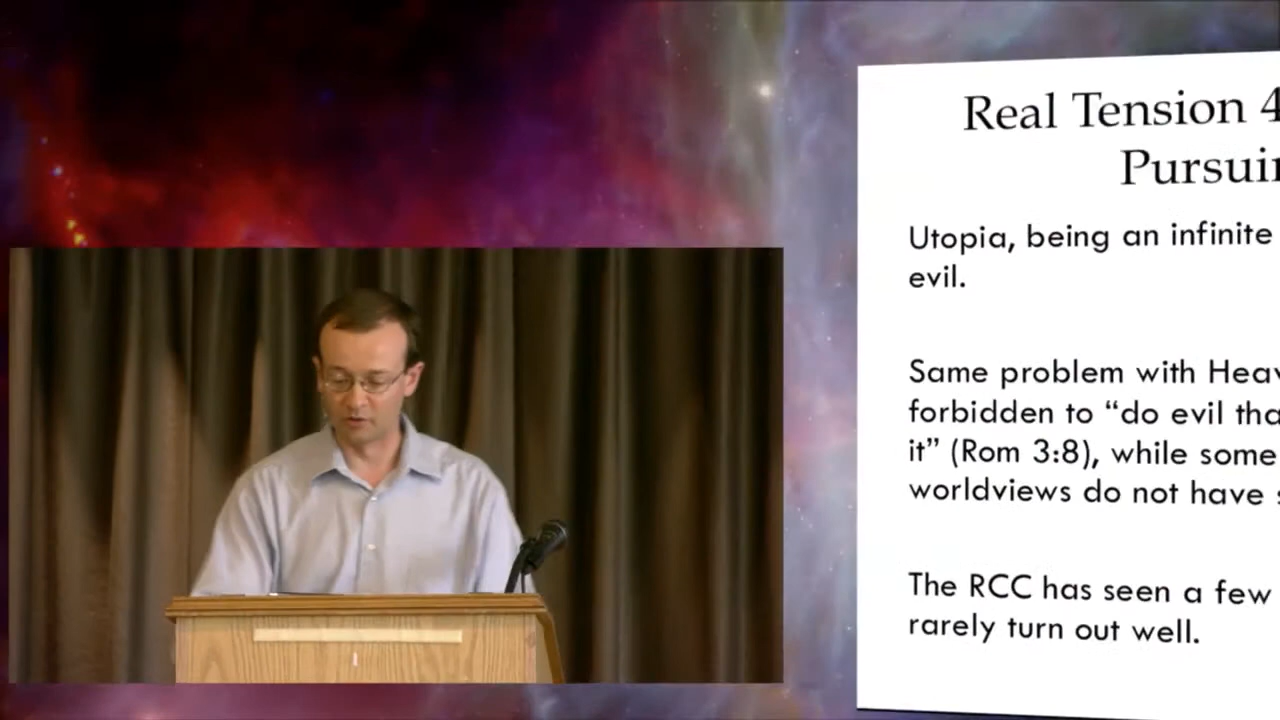 Real Tension 4
Pursuin
Utopia, being an infinite
evil.
Same problem with Heav
forbidden to “do evil tha
it” (Rom 3:8), while some
worldviews do not have
The RCC has seen a few
rarely turn out well.